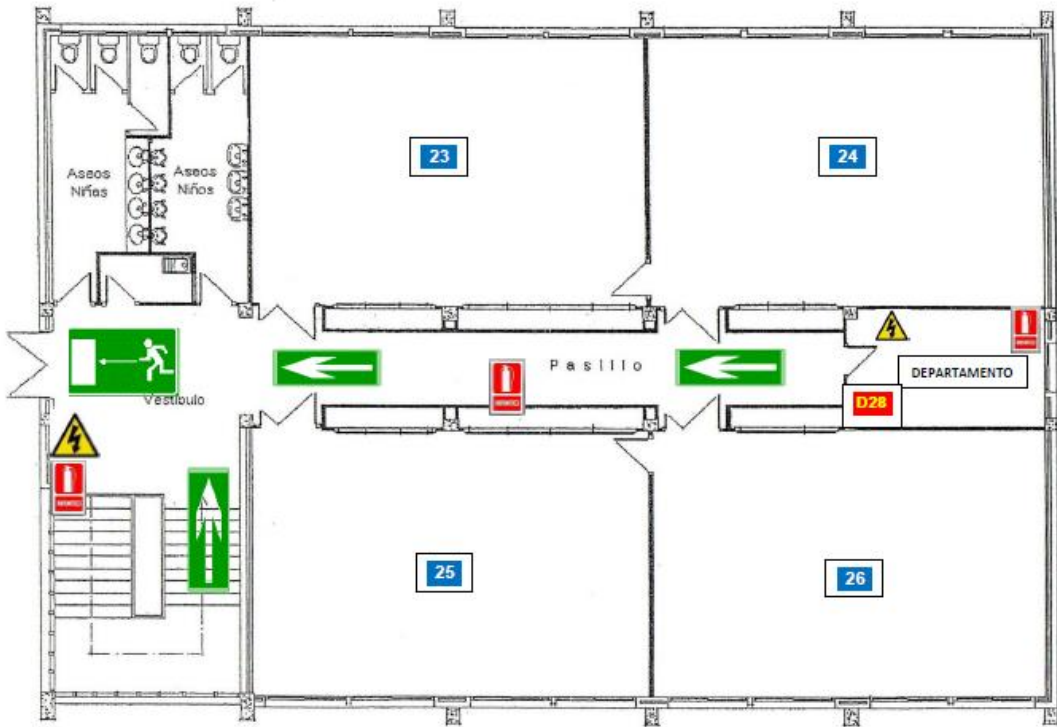 23
24
Aseos
Niñas
Aseos
Niños
Pasillo
DEPARTAMENTO
D28
Vestíbulo
25
26